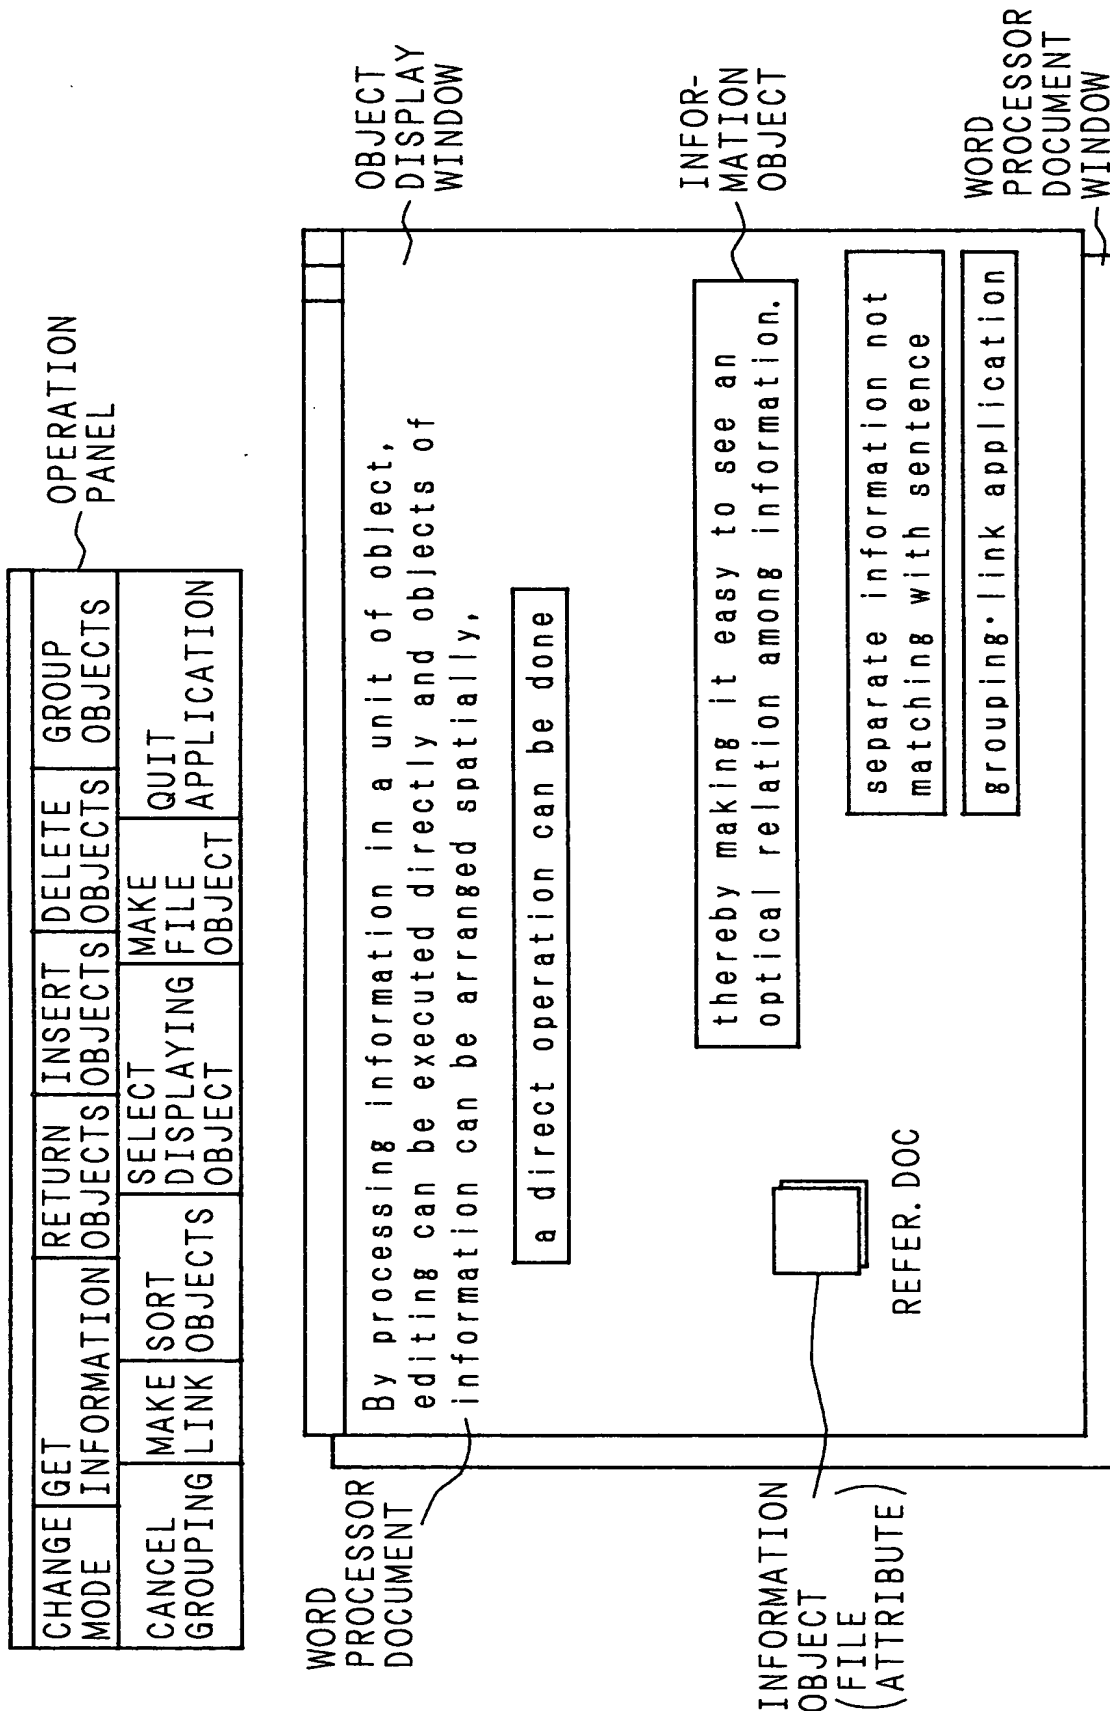 OPERATION
PANEL
CHANGE
MODE
GET
INFORMATION
RETURN
OBJECTS
INSERT
OBJECTS
DELETE
OBJECTS
GROUP
OBJECTS
CANCEL
GROUPING
MAKE
LINK
SORT
OBJECTS
SELECT
DISPLAYING
OBJECT
MAKE
FILE
OBJECT
QUIT
APPLICATION
WORD
PROCESSOR
DOCUMENT
By processing information in a unit of object,
editing can be executed directly and objects of
information can be arranged spatially,
a direct operation can be done
OBJECT
DISPLAY
WINDOW
thereby making it easy to see an
optical relation among information.
INFOR-
MATION
OBJECT
INFORMATION
OBJECT
(FILE
ATTRIBUTE)
REFER. DOC
separate information not
matching with sentence
grouping·link application
WORD
PROCESSOR
DOCUMENT
WINDOW